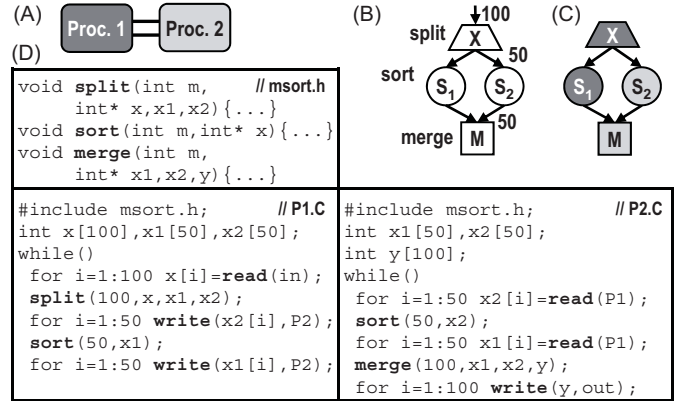 (A) Proc. 1 Proc. 2
(B) 100
split X
50
sort S1 S2
merge M 50
(C) X
S1 S2
M
(D)
void split(int m, // msort.h
int* x,x1,x2){...}
void sort(int m,int* x){...}
void merge(int m,
int* x1,x2,y){...}
#include msort.h; // P1.C
int x[100],x1[50],x2[50];
while()
for i=1:100 x[i]=read(in);
split(100,x,x1,x2);
for i=1:50 write(x2[i],P2);
sort(50,x1);
for i=1:50 write(x1[i],P2);
#include msort.h; // P2.C
int x1[50],x2[50];
int y[100];
while()
for i=1:50 x2[i]=read(P1);
sort(50,x2);
for i=1:50 x1[i]=read(P1);
merge(100,x1,x2,y);
for i=1:100 write(y,out);